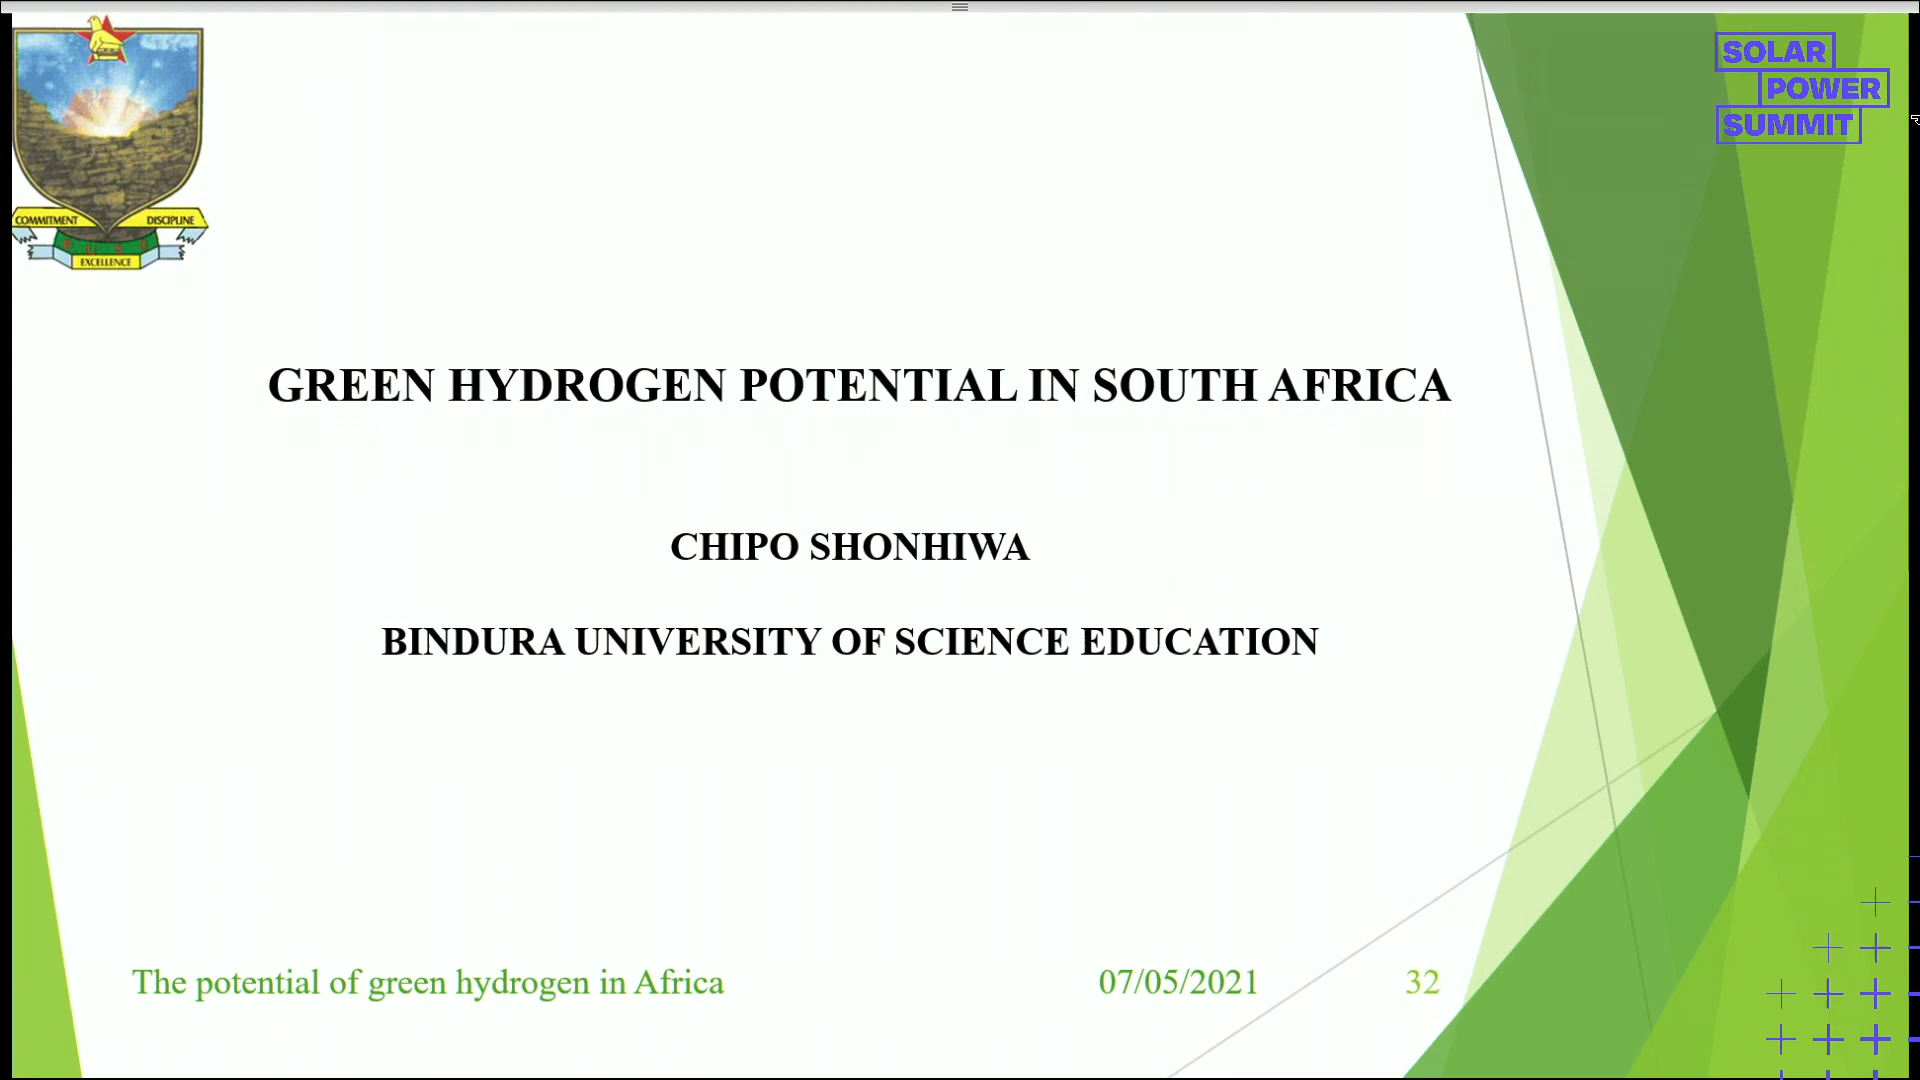 SOLAR
POWER
SUMMIT
COMMITMENT DISCIPLINE
EXCELLENCE
GREEN HYDROGEN POTENTIAL IN SOUTH AFRICA
CHIPO SHONHIWA
BINDURA UNIVERSITY OF SCIENCE EDUCATION
The potential of green hydrogen in Africa 07/05/2021 32